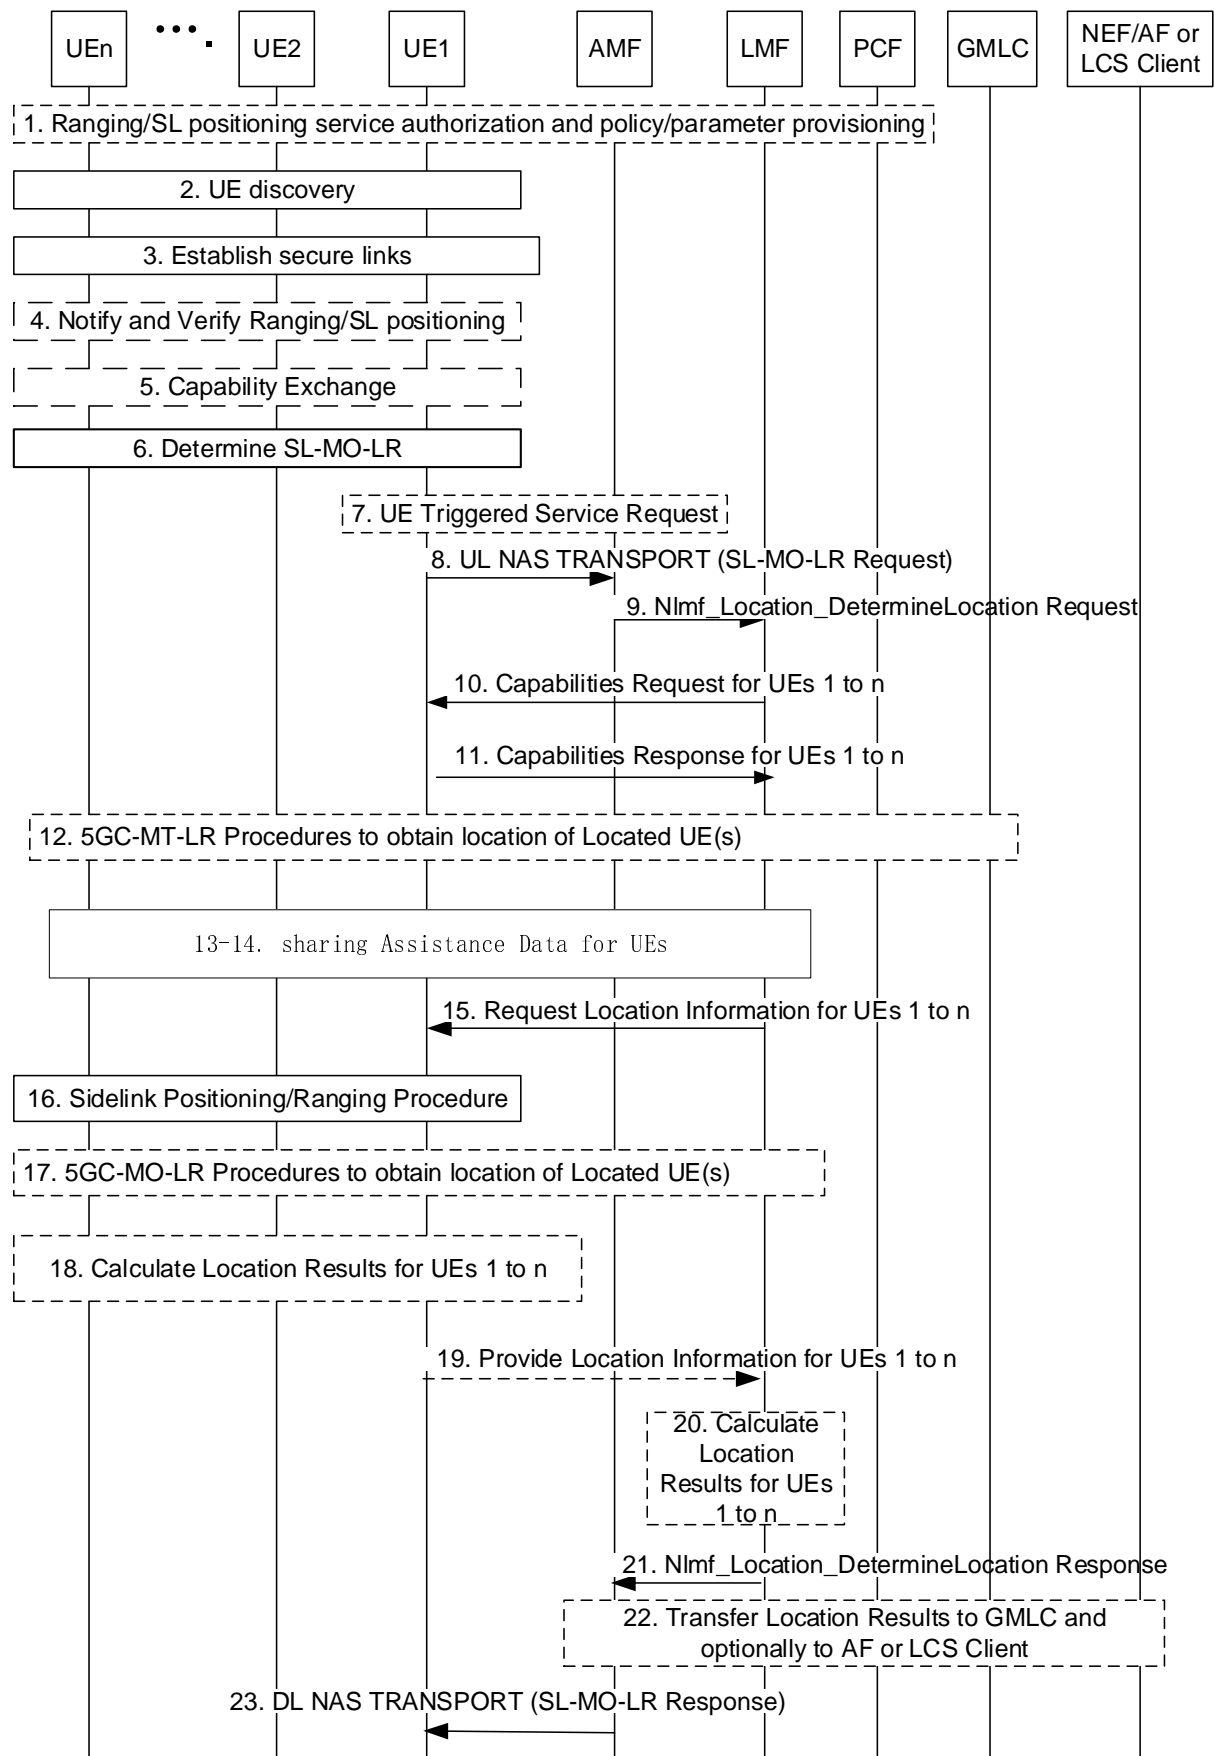 UEn
UE2
UE1
AMF
LMF
PCF
GMLC
NEF/AF or
LCS Client
1. Ranging/SL positioning service authorization and policy/parameter provisioning
2. UE discovery
3. Establish secure links
4. Notify and Verify Ranging/SL positioning
5. Capability Exchange
6. Determine SL-MO-LR
7. UE Triggered Service Request
8. UL NAS TRANSPORT (SL-MO-LR Request)
9. Nlmf_Location_DetermineLocation Request
10. Capabilities Request for UEs 1 to n
11. Capabilities Response for UEs 1 to n
12. 5GC-MT-LR Procedures to obtain location of Located UE(s)
13-14. sharing Assistance Data for UEs
15. Request Location Information for UEs 1 to n
16. Sidelink Positioning/Ranging Procedure
17. 5GC-MO-LR Procedures to obtain location of Located UE(s)
18. Calculate Location Results for UEs 1 to n
19. Provide Location Information for UEs 1 to n
20. Calculate
Location
Results for UEs
1 to n
21. Nlmf_Location_DetermineLocation Response
22. Transfer Location Results to GMLC and
optionally to AF or LCS Client
23. DL NAS TRANSPORT (SL-MO-LR Response)